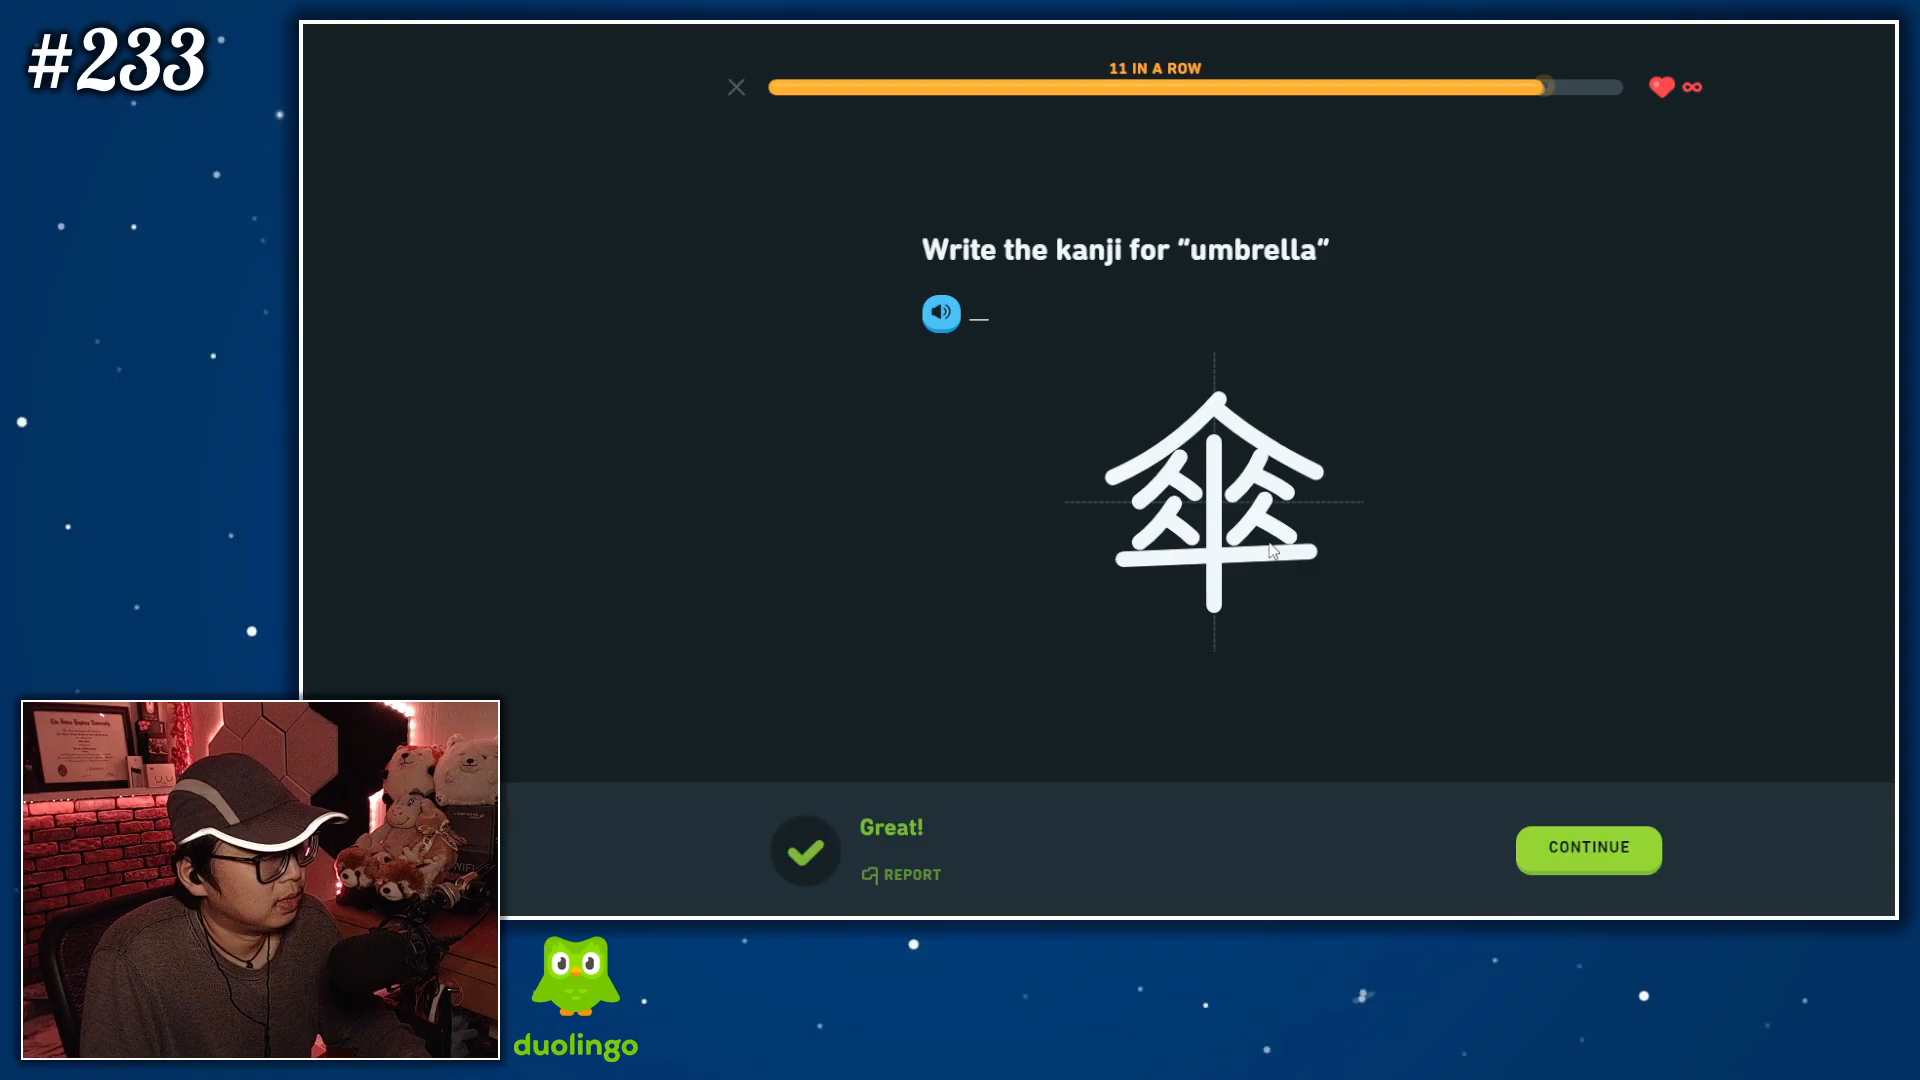 #233
11 IN A ROW
Write the kanji for “umbrella“
傘
Great!
REPORT
CONTINUE
duolingo